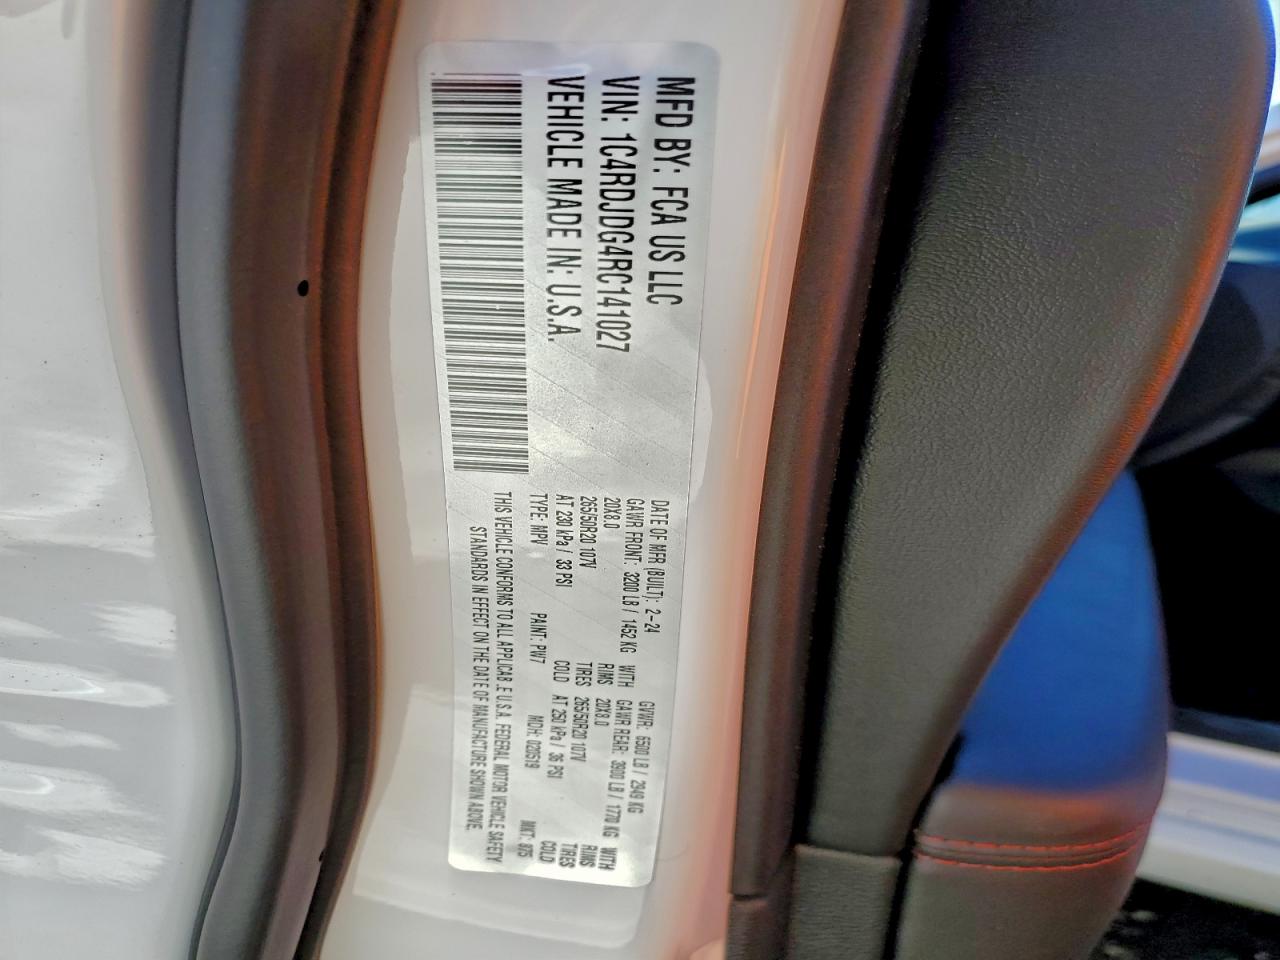 MFD BY: FCA US LLC
VIN: 1C4RDJDG4RC141027
VEHICLE MADE IN: U.S.A.
DATE OF MFR (BUILT): 2-24 GVWR: 6500 LB / 2949 KG
GAWR FRONT: 3200 LB / 1452 KG WITH GAWR REAR: 3900 LB / 1770 KG WITH
20X8.0 RIMS 20X8.0 RIMS
265/50R20 107V TIRES 265/50R20 107V TIRES
AT 230 kPa / 33 PSI COLD AT 250 kPa / 36 PSI COLD
TYPE: MPV PAINT: PW7 MDH: 020519 MKT: 875
THIS VEHICLE CONFORMS TO ALL APPLICAB.E U.S.A. FEDERAL MOTOR VEHICLE SAFETY
STANDARDS IN EFFECT ON THE DATE OF MANUFACTURE SHOWN ABOVE.